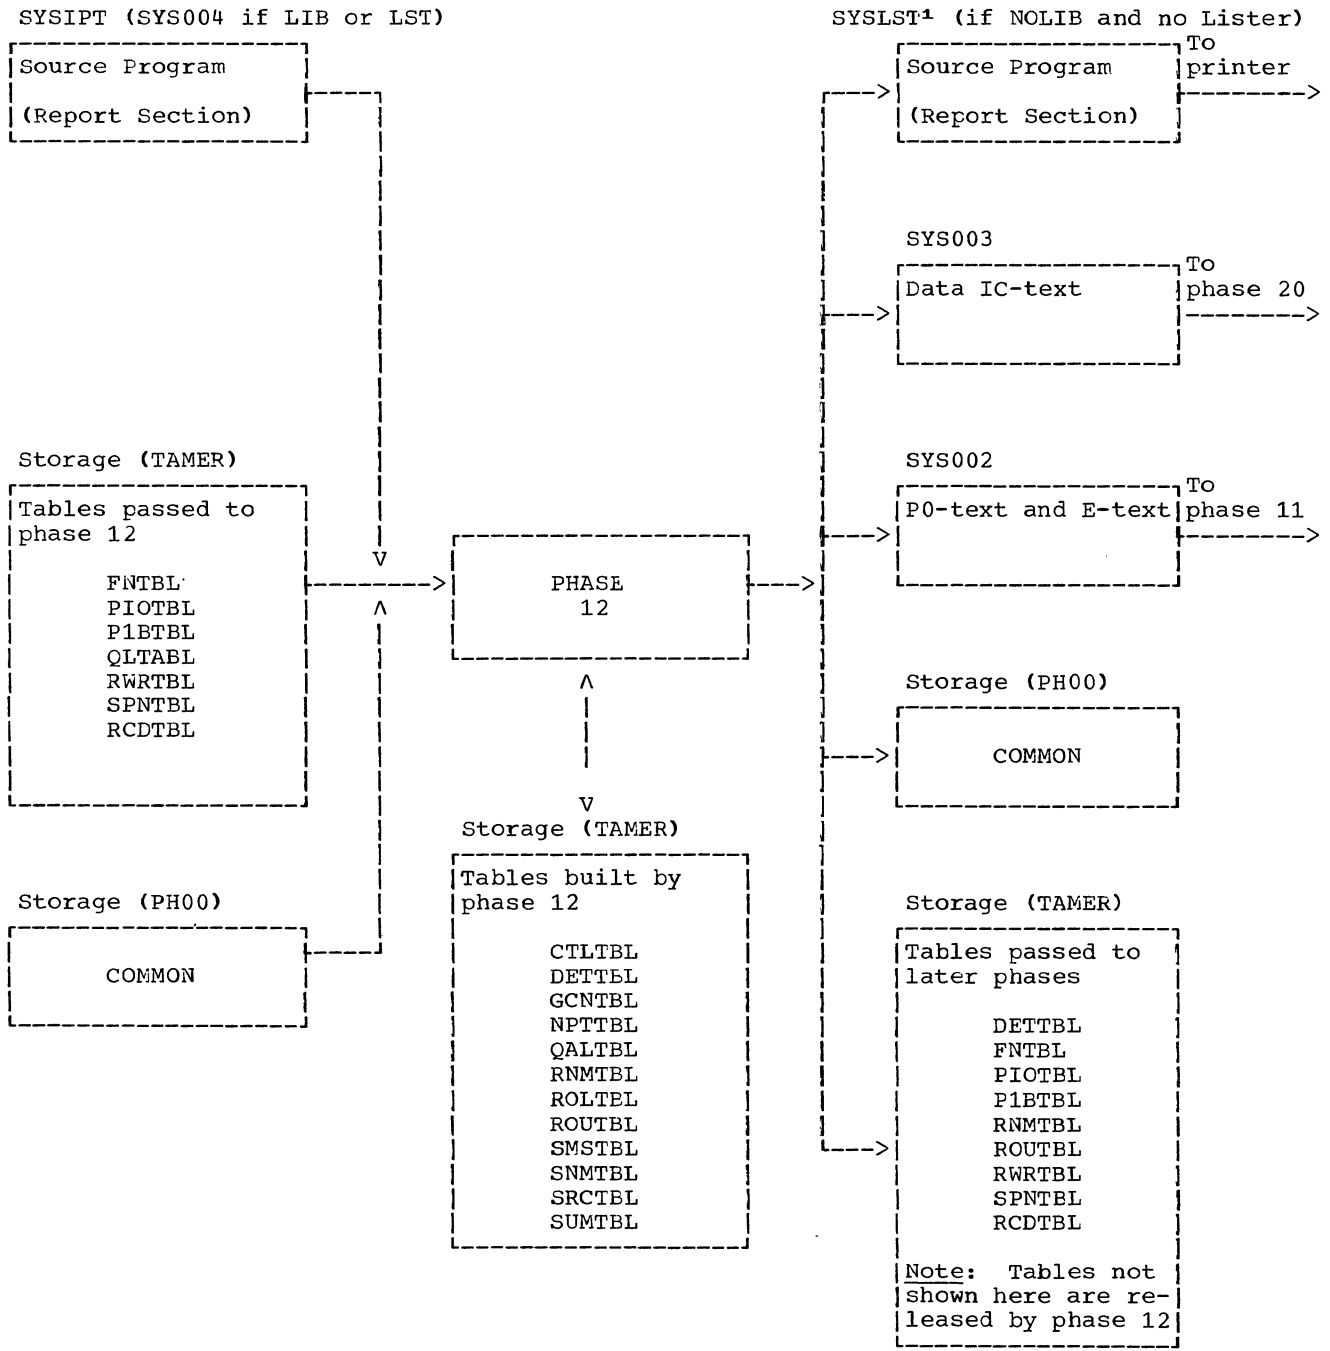 SYSIPT (SYS004 if LIB or LST)
Source Program
(Report Section)
Storage (TAMER)
Tables passed to
phase 12
FNTBL
PIOTBL
P1BTBL
QLTABL
RWRTBL
SPNTBL
RCDTBL
Storage (PH00)
COMMON
PHASE
12
Storage (TAMER)
Tables built by
phase 12
CTLTBL
DETTBL
GCNTBL
NPTTBL
QALTBL
RNMTBL
ROLTBL
ROUTBL
SMSTBL
SNMTBL
SRCTBL
SUMTBL
SYSLST1 (if NOLIB and no Lister)
Source Program
(Report Section)
To
printer
SYS003
Data IC-text
To
phase 20
SYS002
P0-text and E-text
To
phase 11
Storage (PH00)
COMMON
Storage (TAMER)
Tables passed to
later phases
DETTBL
FNTBL
PIOTBL
P1BTBL
RNMTBL
ROUTBL
RWRTBL
SPNTBL
RCDTBL
Note: Tables not
shown here are re-
leased by phase 12